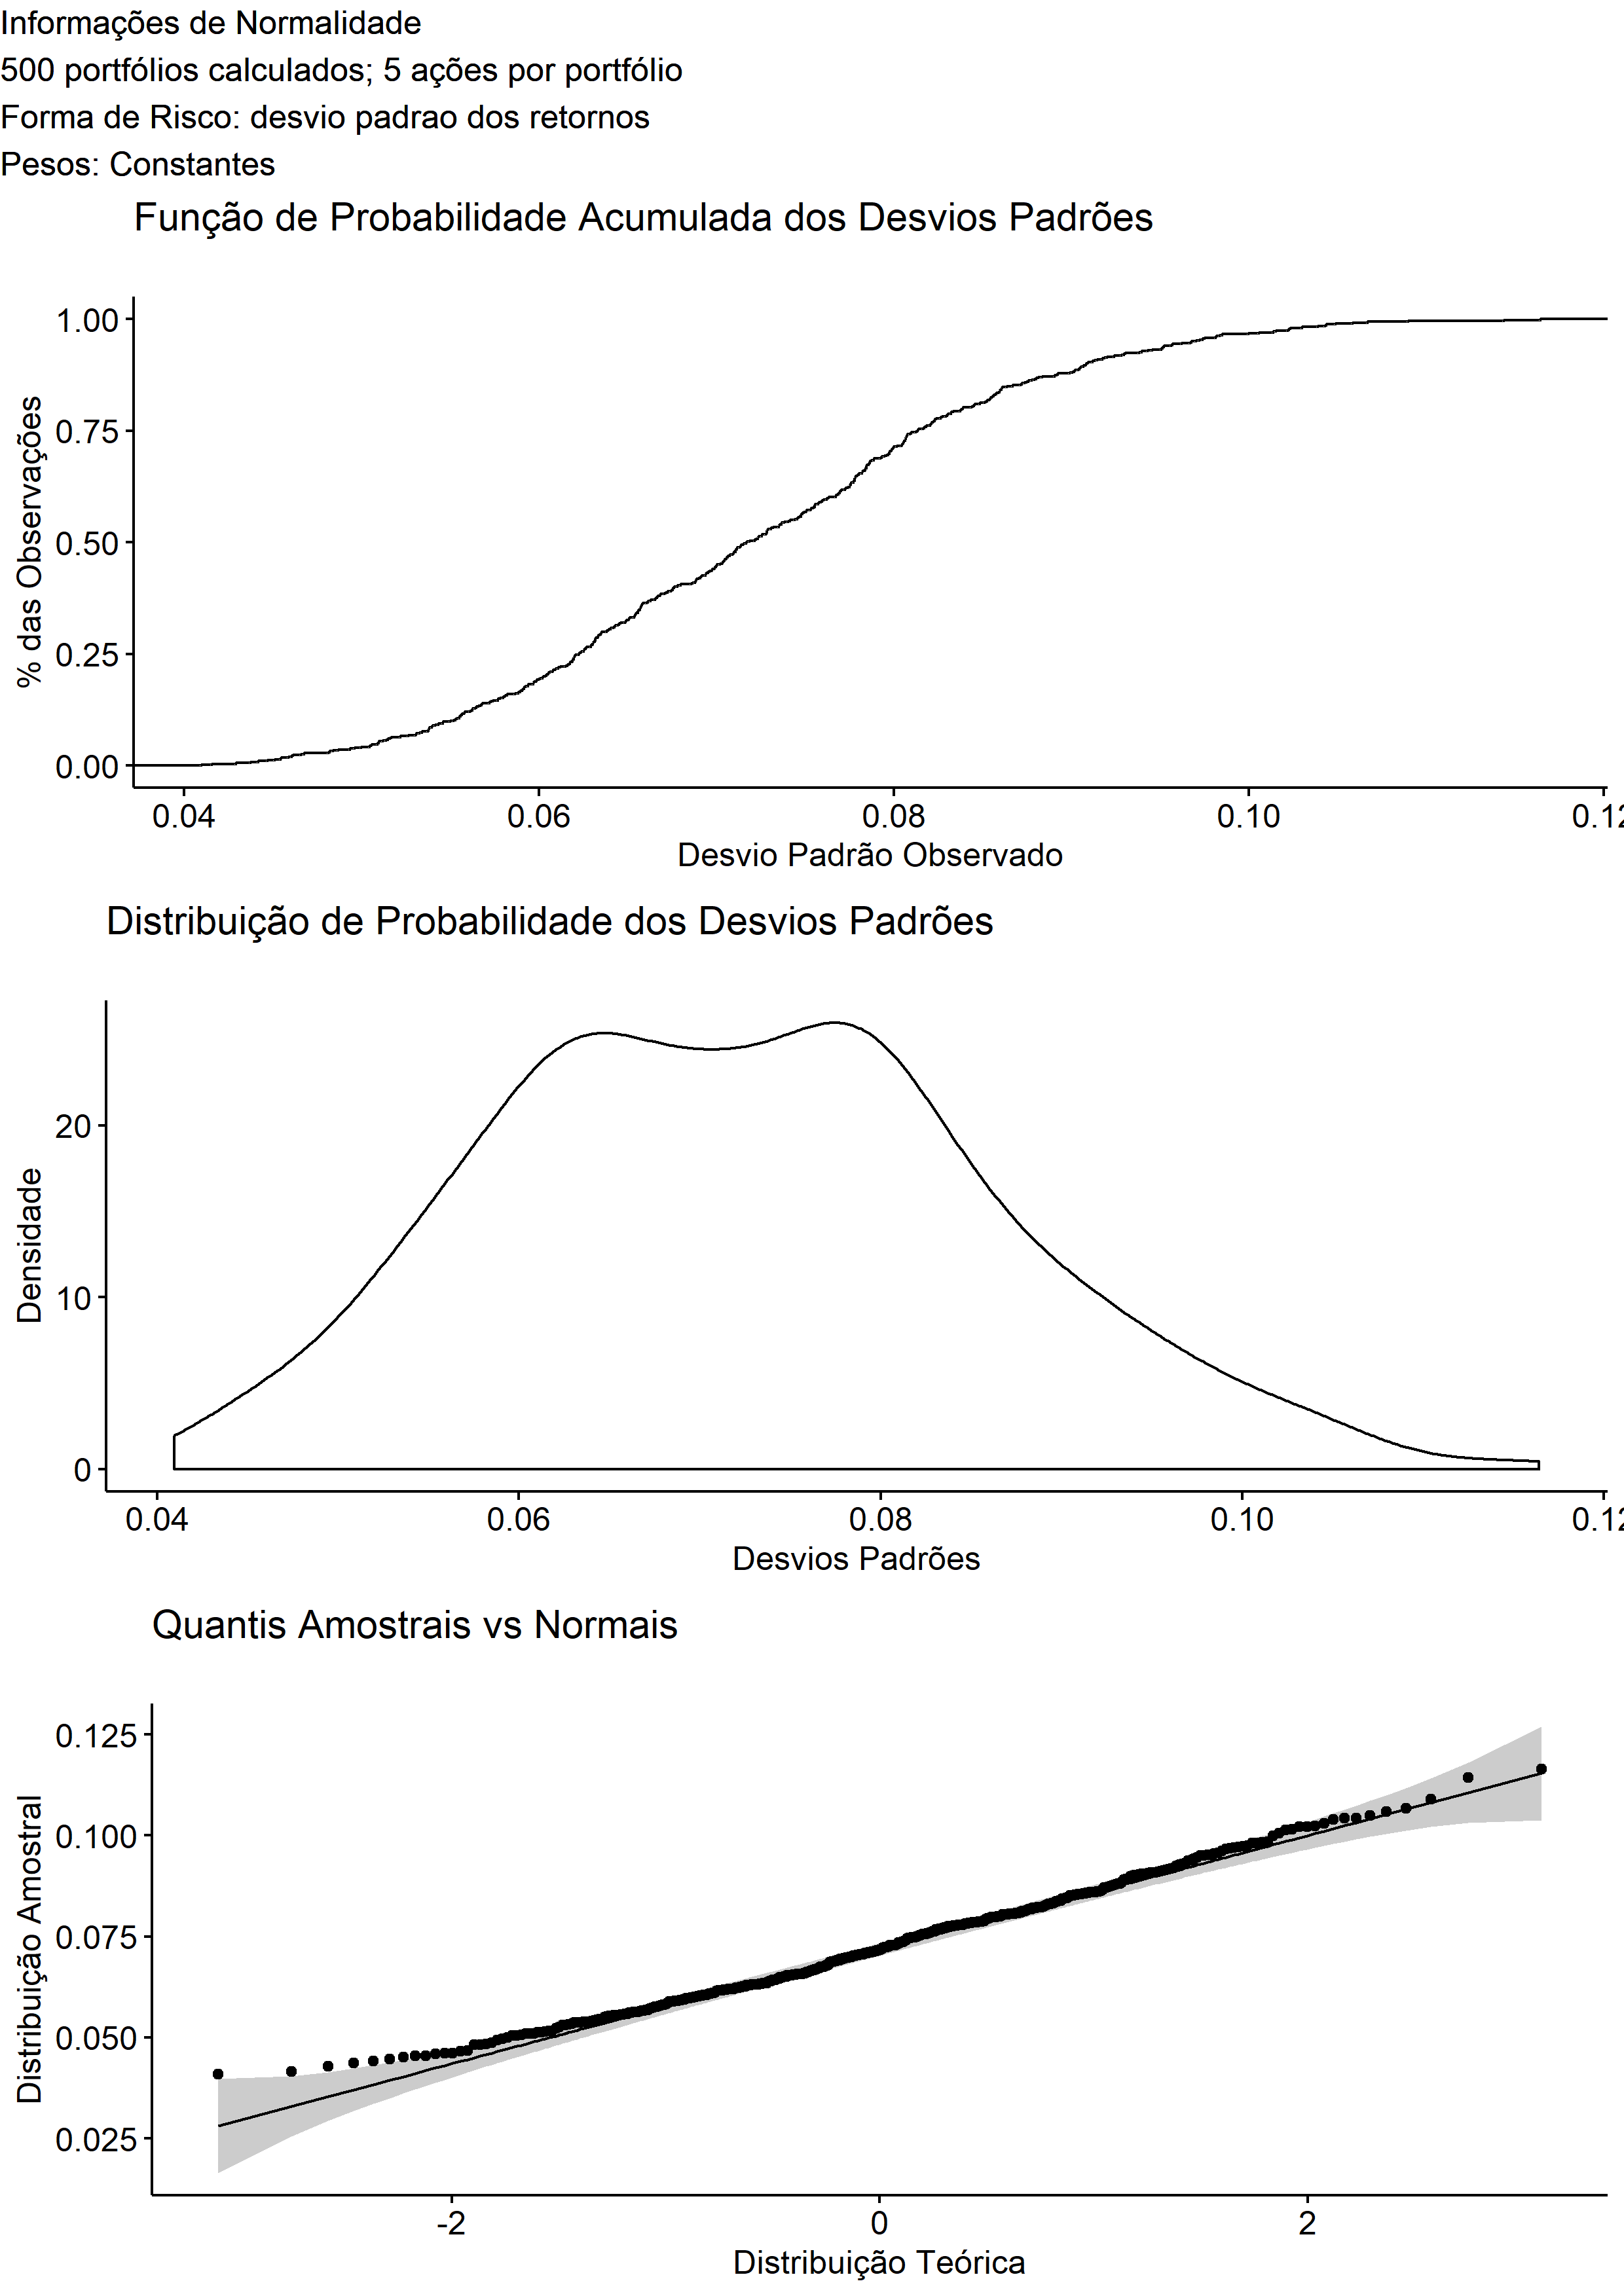 Informações de Normalidade
500 portfólios calculados; 5 ações por portfólio
Forma de Risco: desvio padrao dos retornos
Pesos: Constantes
Função de Probabilidade Acumulada dos Desvios Padrões
% das Observações
1.00
0.75
0.50
0.25
0.00
0.04 0.06 0.08 0.10 0.12
Desvio Padrão Observado
Distribuição de Probabilidade dos Desvios Padrões
Densidade
20
10
0
0.04 0.06 0.08 0.10 0.12
Desvios Padrões
Quantis Amostrais vs Normais
Distribuição Amostral
0.125
0.100
0.075
0.050
0.025
-2 0 2
Distribuição Teórica